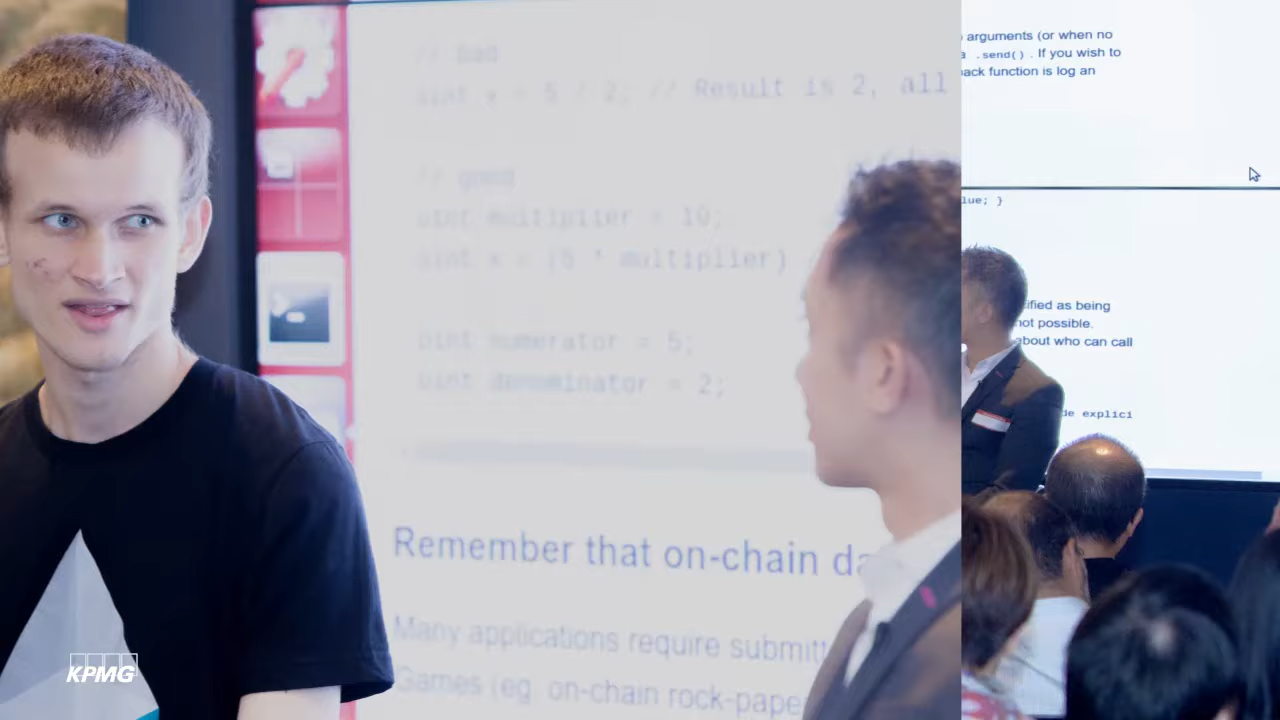 // bad
uint x = 5 / 2; // Result is 2, all
// good
uint multiplier = 10;
uint x = (5 * multiplier)
uint numerator = 5;
uint denominator = 2;
Remember that on-chain da
Many applications require submitt
Games (eg. on-chain rock-pape
KPMG
arguments (or when no
.send() . If you wish to
ack function is log an
lue; }
ified as being
not possible.
about who can call
de explici